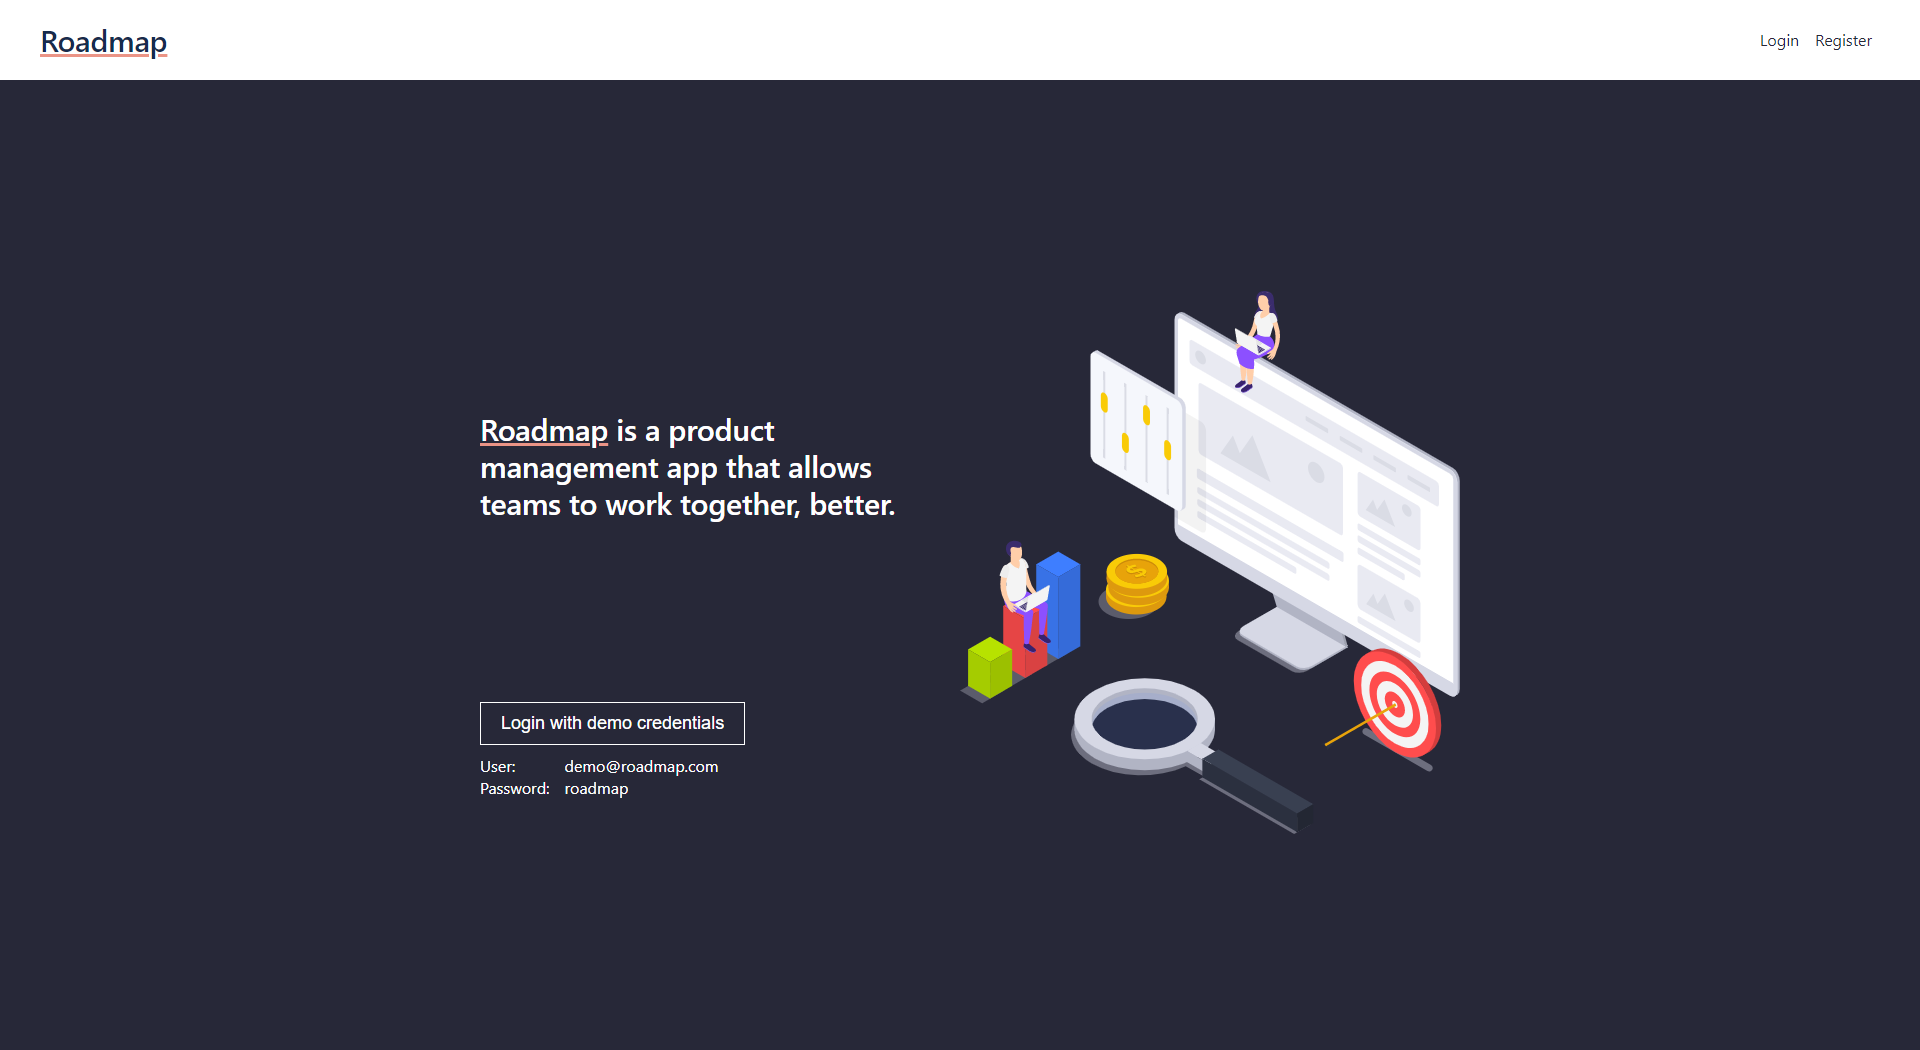 Roadmap
Login Register
Roadmap is a product
management app that allows
teams to work together, better.
$
Login with demo credentials
User: demo@roadmap.com
Password: roadmap